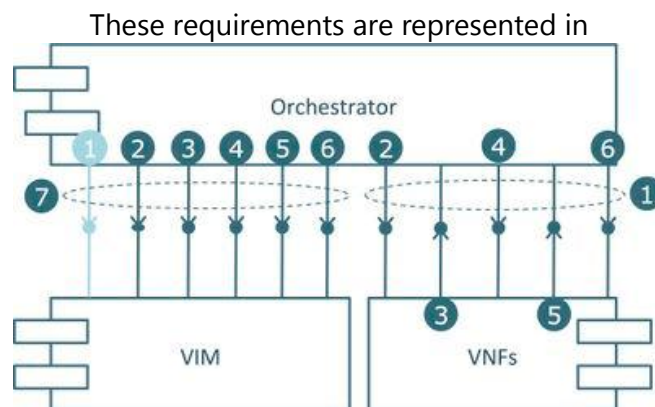 These requirements are represented in
Orchestrator
1 2 3 4 5 6 2 4 6
7 1
3 5
VIM VNFs